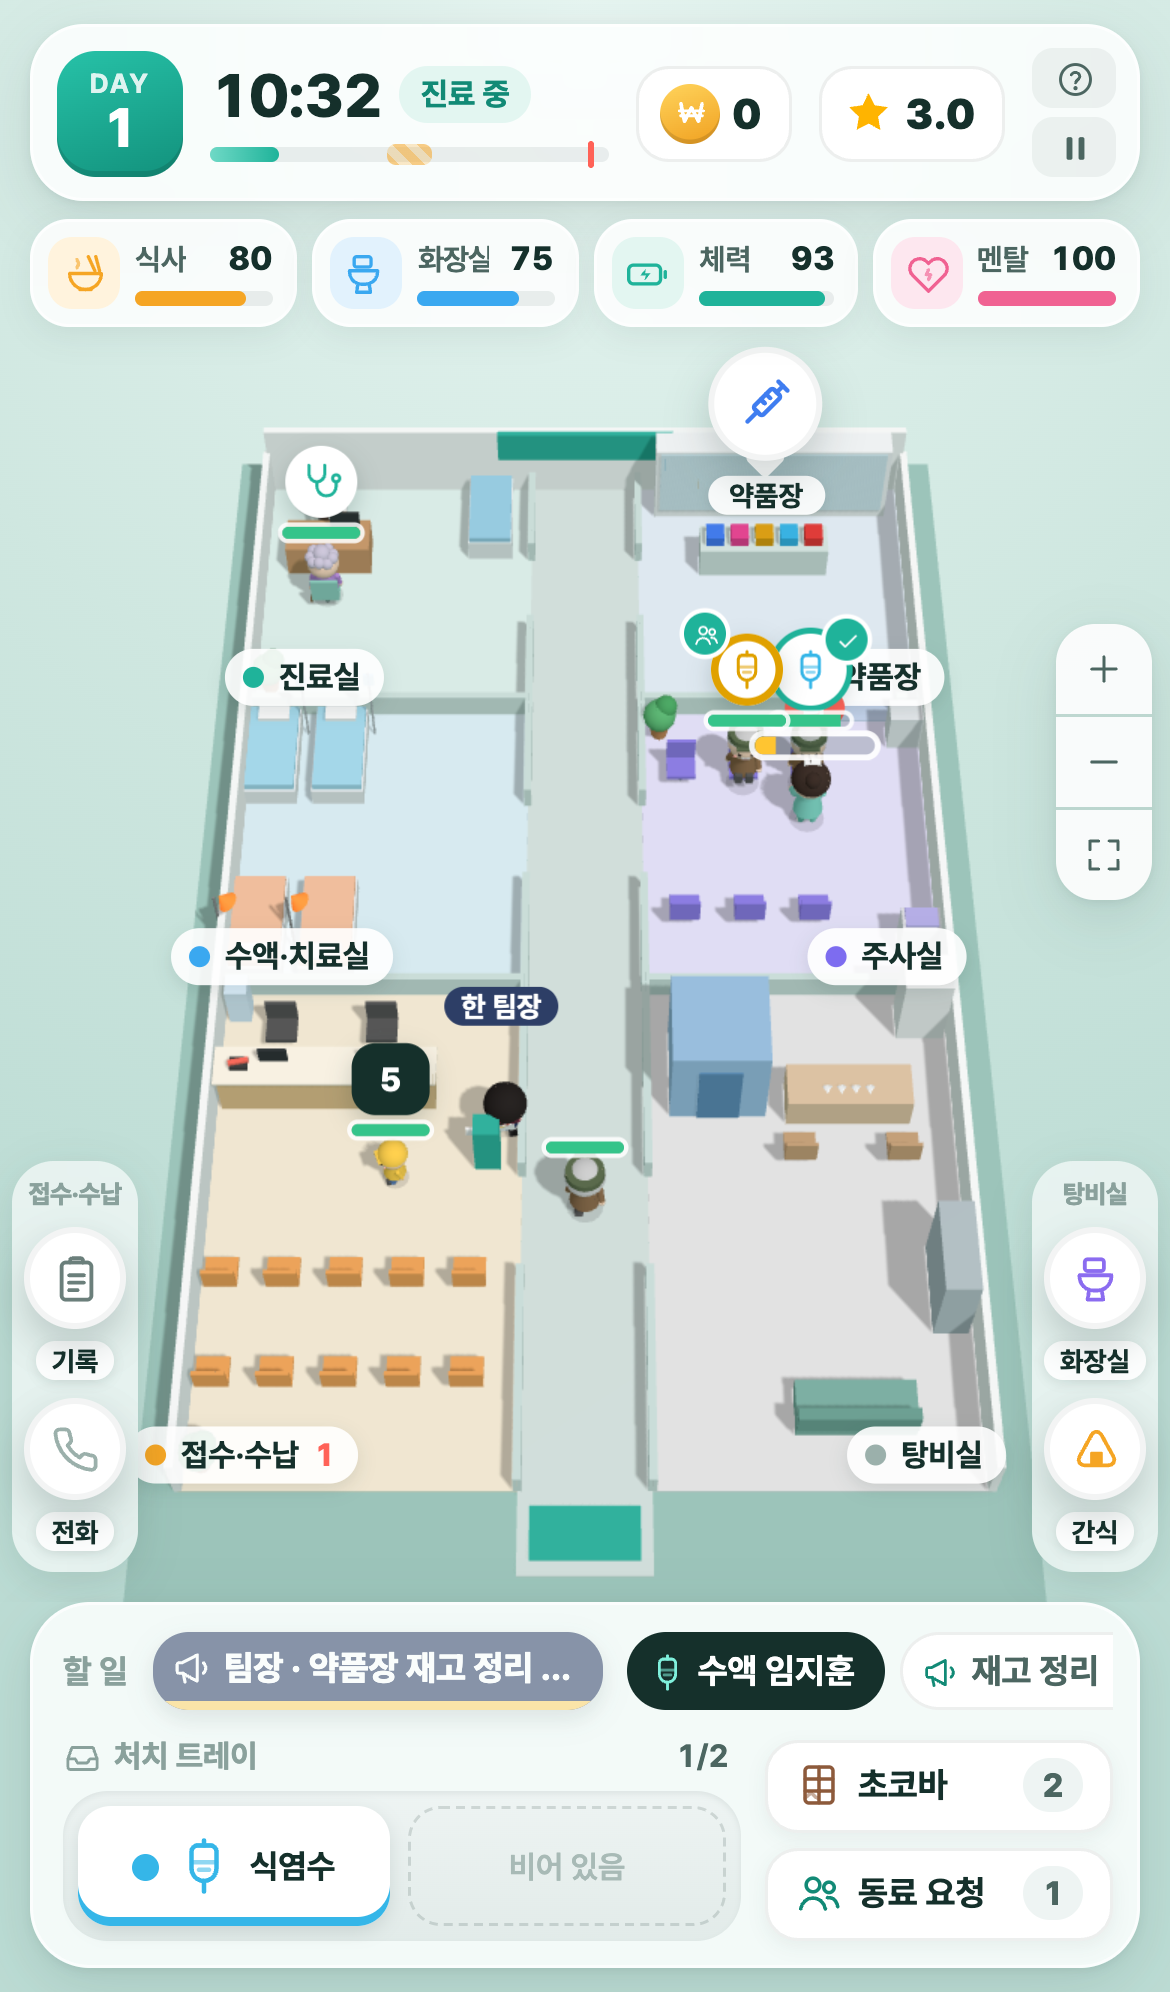 DAY
1
10:32
진료 중
0
3.0
식사 80
화장실 75
체력 93
멘탈 100
약품장
진료실
약품장
수액·치료실
주사실
한 팀장
5
접수·수납
기록
전화
탕비실
화장실
간식
접수·수납 1
탕비실
할 일
팀장 · 약품장 재고 정리 ...
수액 임지훈
재고 정리
처치 트레이
1/2
식염수
비어 있음
초코바 2
동료 요청 1